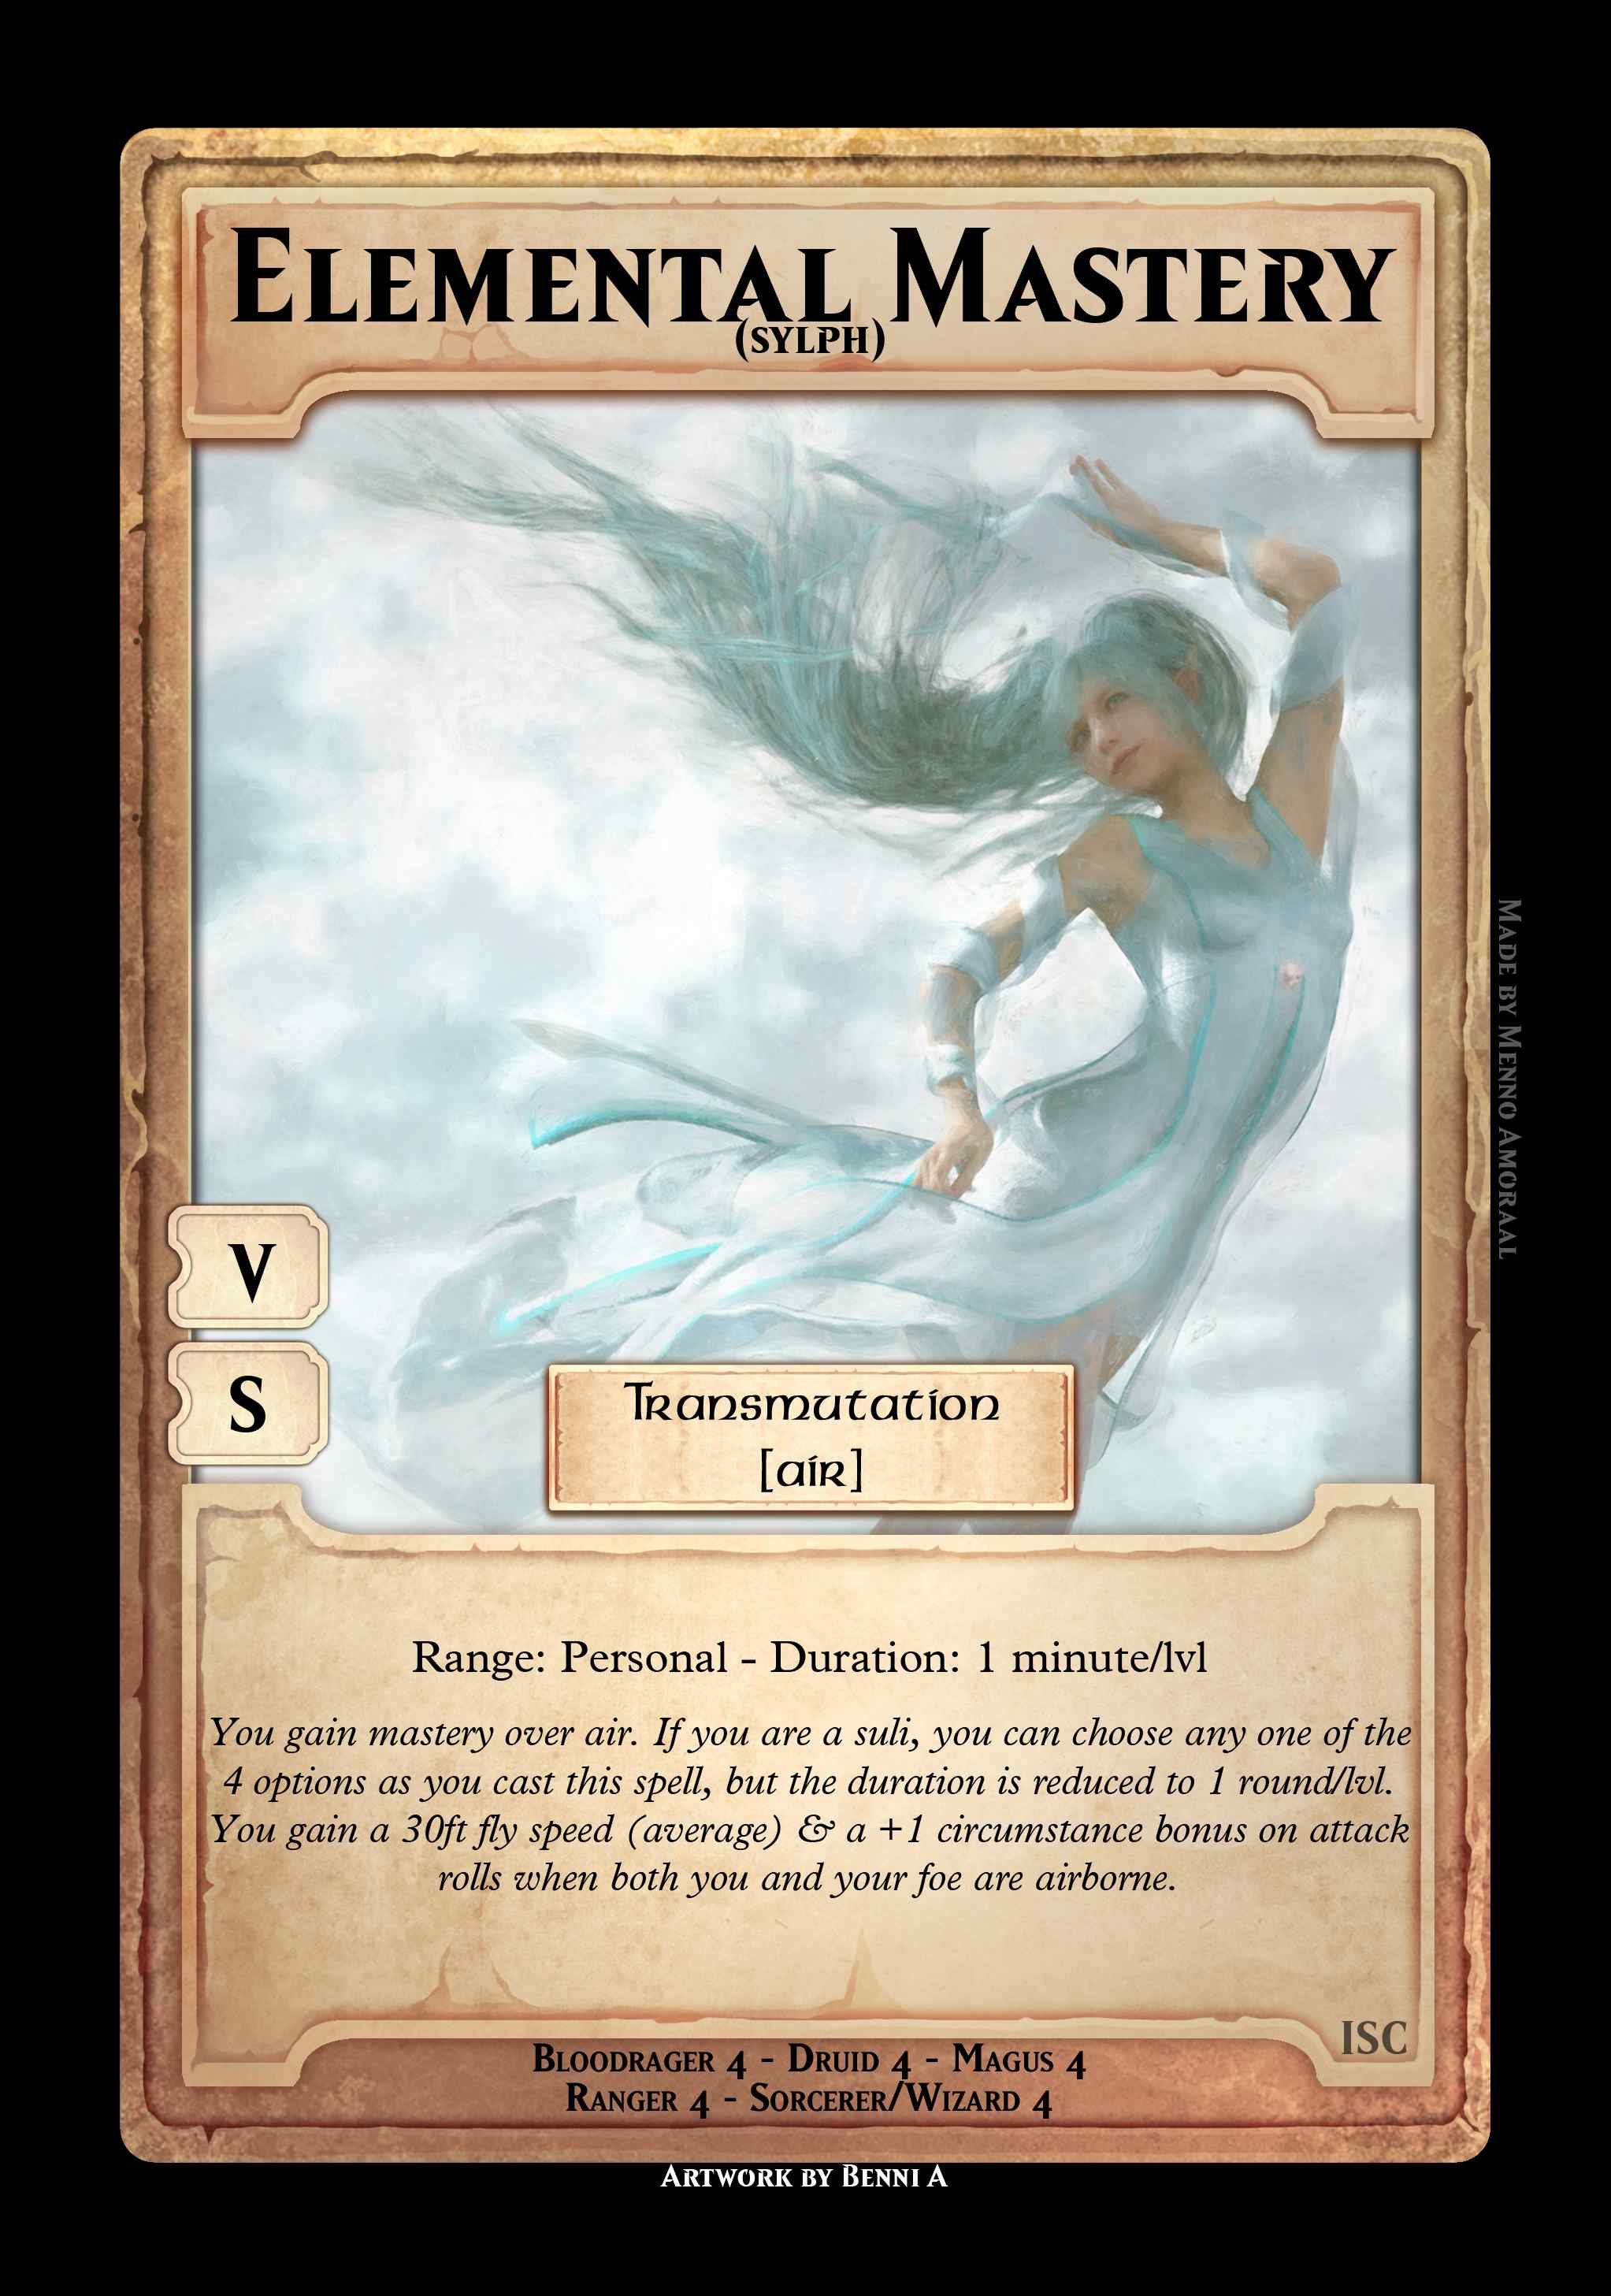 Elemental Mastery
(sylph)
V
S
Transmutation
[air]
Range: Personal - Duration: 1 minute/lvl
You gain mastery over air. If you are a suli, you can choose any one of the
4 options as you cast this spell, but the duration is reduced to 1 round/lvl.
You gain a 30ft fly speed (average) & a +1 circumstance bonus on attack
rolls when both you and your foe are airborne.
ISC
Bloodrager 4 - Druid 4 - Magus 4
Ranger 4 - Sorcerer/Wizard 4
Artwork by Benni A
Made by Menno Amoraal